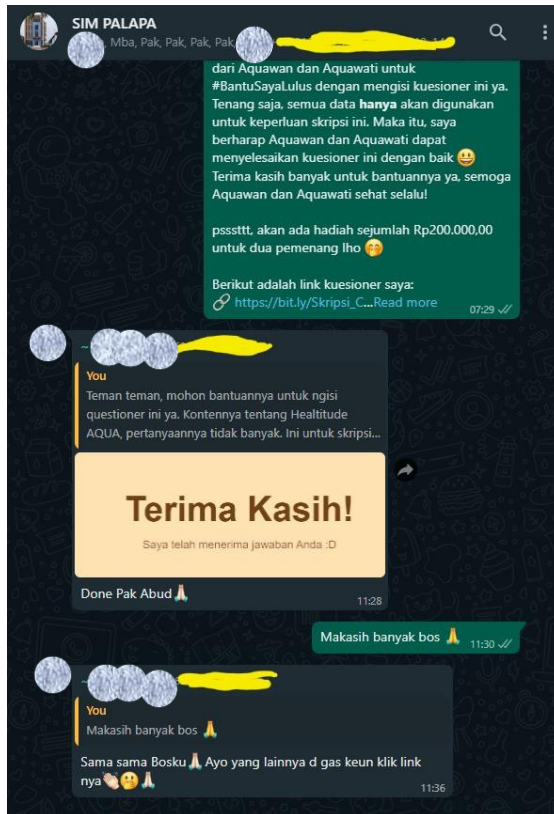 SIM PALAPA
Mba, Pak, Pak, Pak, Pak,
dari Aquawan dan Aquawati untuk
#BantuSayaLulus dengan mengisi kuesioner ini ya.
Tenang saja, semua data hanya akan digunakan
untuk keperluan skripsi ini. Maka itu, saya
berharap Aquawan dan Aquawati dapat
menyelesaikan kuesioner ini dengan baik 😃
Terima kasih banyak untuk bantuannya ya, semoga
Aquawan dan Aquawati sehat selalu!
psssttt, akan ada hadiah sejumlah Rp200.000,00
untuk dua pemenang lho 🤭
Berikut adalah link kuesioner saya:
🔗 https://bit.ly/Skripsi_C...Read more
07:29
~
You
Teman teman, mohon bantuannya untuk ngisi
questioner ini ya. Kontennya tentang Healtitude
AQUA, pertanyaannya tidak banyak. Ini untuk skripsi...
Terima Kasih!
Saya telah menerima jawaban Anda :D
Done Pak Abud🙏🏻
11:28
Makasih banyak bos 🙏
11:30
~
You
Makasih banyak bos 🙏
Sama sama Bosku🙏🏻 Ayo yang lainnya d gas keun klik link
nya👏🏻🤭🙏🏻
11:36